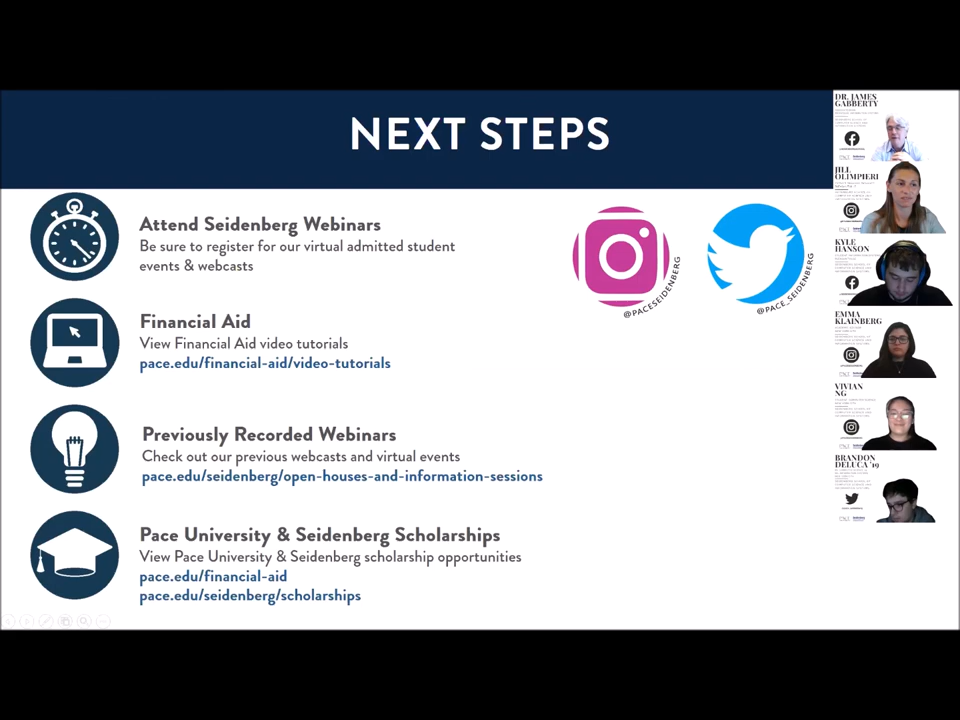 NEXT STEPS
Attend Seidenberg Webinars
Be sure to register for our virtual admitted student
events & webcasts
Financial Aid
View Financial Aid video tutorials
pace.edu/financial-aid/video-tutorials
Previously Recorded Webinars
Check out our previous webcasts and virtual events
pace.edu/seidenberg/open-houses-and-information-sessions
Pace University & Seidenberg Scholarships
View Pace University & Seidenberg scholarship opportunities
pace.edu/financial-aid
pace.edu/seidenberg/scholarships
@PACESEIDENBERG
@PACE_SEIDENBERG
DR. JAMES
GABBERTY
JILL
OLIMPIERI
KYLE
HANSON
EMMA
KLAINBERG
VIVIAN
NG
BRANDON
DELUCA '19